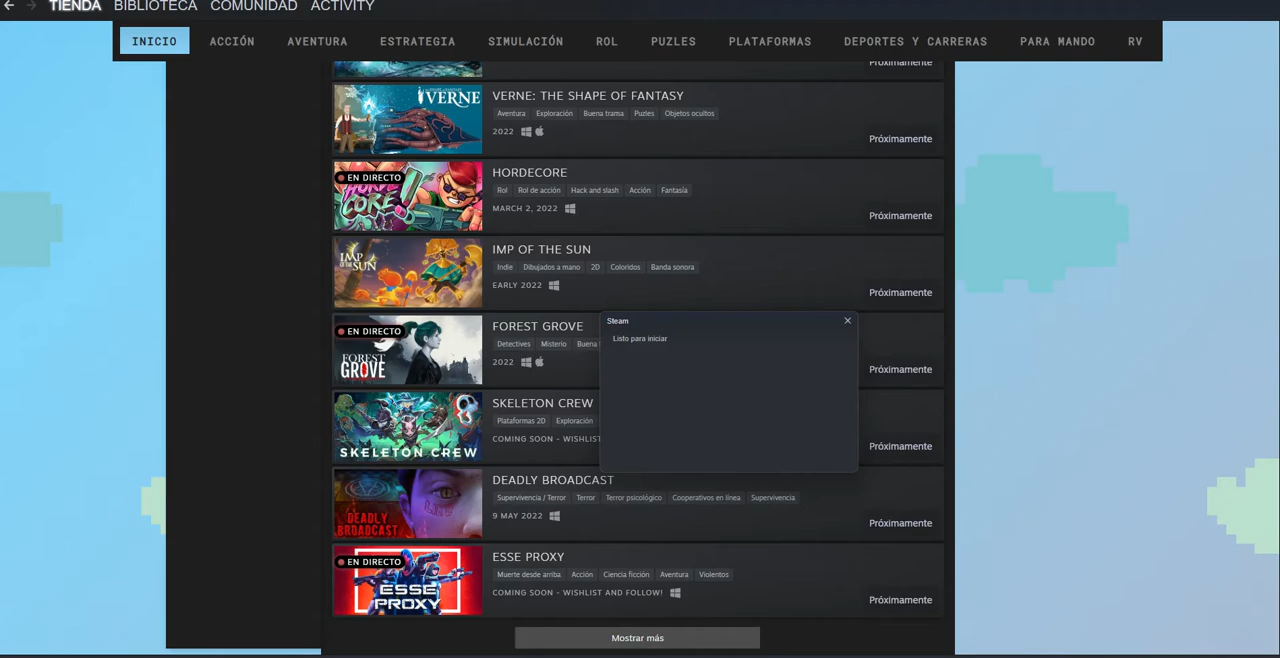 TIENDA BIBLIOTECA COMUNIDAD ACTIVITY
INICIO ACCIÓN AVENTURA ESTRATEGIA SIMULACIÓN ROL PUZLES PLATAFORMAS DEPORTES Y CARRERAS PARA MANDO RV
Próximamente
VERNE
VERNE: THE SHAPE OF FANTASY
Aventura Exploración Buena trama Puzles Objetos ocultos
2022
Próximamente
EN DIRECTO
HORDE CORE!
HORDECORE
Rol Rol de acción Hack and slash Acción Fantasía
MARCH 2, 2022
Próximamente
IMP OF THE SUN
IMP OF THE SUN
Indie Dibujados a mano 2D Coloridos Banda sonora
EARLY 2022
Próximamente
EN DIRECTO
FOREST GROVE
FOREST GROVE
Detectives Misterio Buena
2022
Próximamente
Steam
Listo para iniciar
SKELETON CREW
SKELETON CREW
Plataformas 2D Exploración
COMING SOON - WISHLIST
Próximamente
DEADLY BROADCAST
DEADLY BROADCAST
Supervivencia / Terror Terror Terror psicológico Cooperativos en línea Supervivencia
9 MAY 2022
Próximamente
EN DIRECTO
ESSE PROXY
ESSE PROXY
Muerte desde arriba Acción Ciencia ficción Aventura Violentos
COMING SOON - WISHLIST AND FOLLOW!
Próximamente
Mostrar más